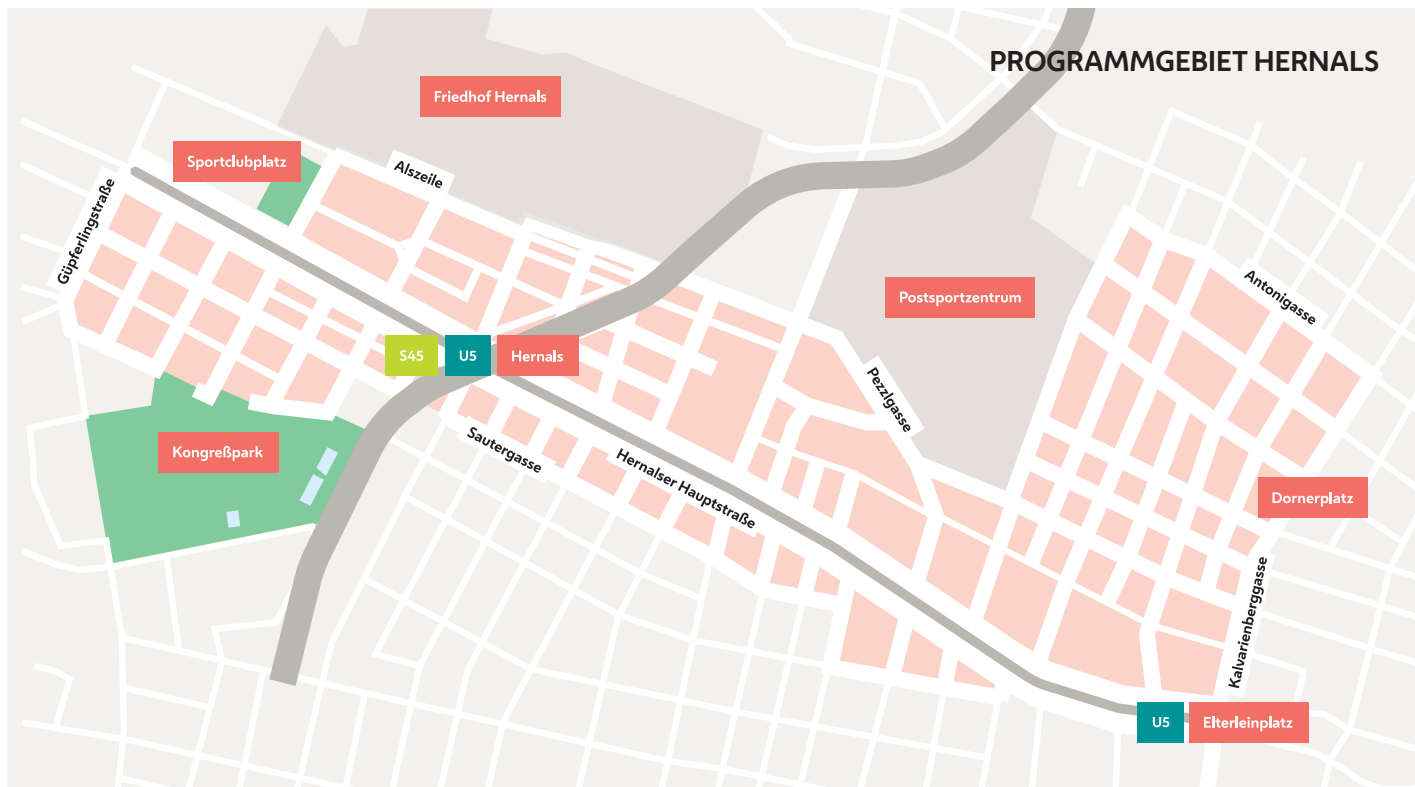 PROGRAMMGEBIET HERNALS
Friedhof Hernals
Sportclubplatz
Alszeile
Güpferlingstraße
Postsportzentrum
Antonigasse
S45
U5
Hernals
Pezzlgasse
Kongreßpark
Sautergasse
Hernalser Hauptstraße
Dornerplatz
Kalvarienberggasse
U5
Elterleinplatz